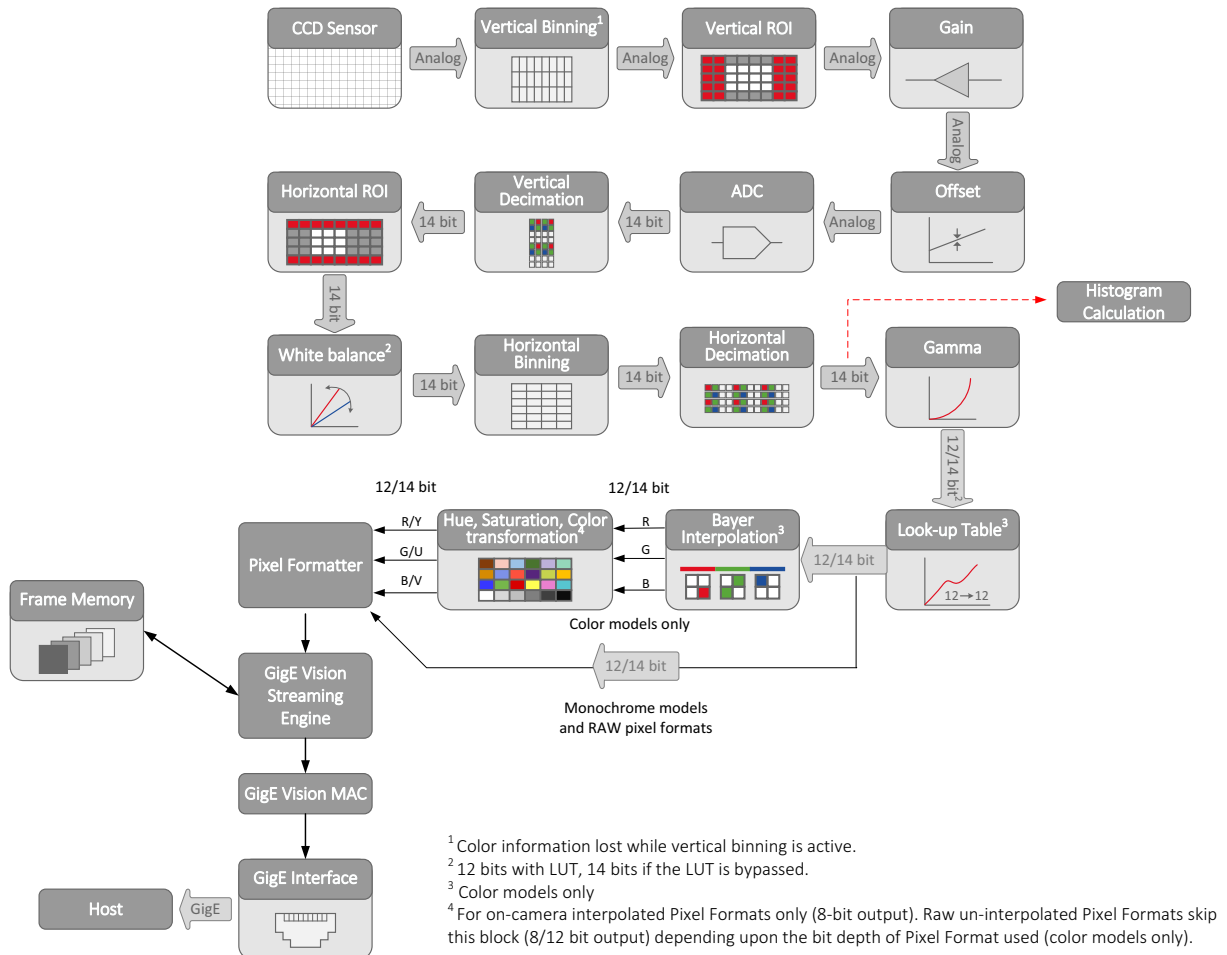 CCD Sensor
Analog
Vertical Binning1
Analog
Vertical ROI
Analog
Gain
Analog
Offset
Analog
ADC
14 bit
Vertical
Decimation
14 bit
Horizontal ROI
14 bit
White balance2
14 bit
Horizontal
Binning
14 bit
Horizontal
Decimation
14 bit
Histogram
Calculation
Gamma
12/14 bit2
Look-up Table3
12→12
12/14 bit
Bayer
Interpolation3
12/14 bit
R
G
B
Hue, Saturation, Color
transformation4
Color models only
12/14 bit
R/Y
G/U
B/V
Pixel Formatter
12/14 bit
Monochrome models
and RAW pixel formats
Frame Memory
GigE Vision
Streaming
Engine
GigE Vision MAC
GigE Interface
GigE
Host
1 Color information lost while vertical binning is active.
2 12 bits with LUT, 14 bits if the LUT is bypassed.
3 Color models only
4 For on-camera interpolated Pixel Formats only (8-bit output). Raw un-interpolated Pixel Formats skip
this block (8/12 bit output) depending upon the bit depth of Pixel Format used (color models only).